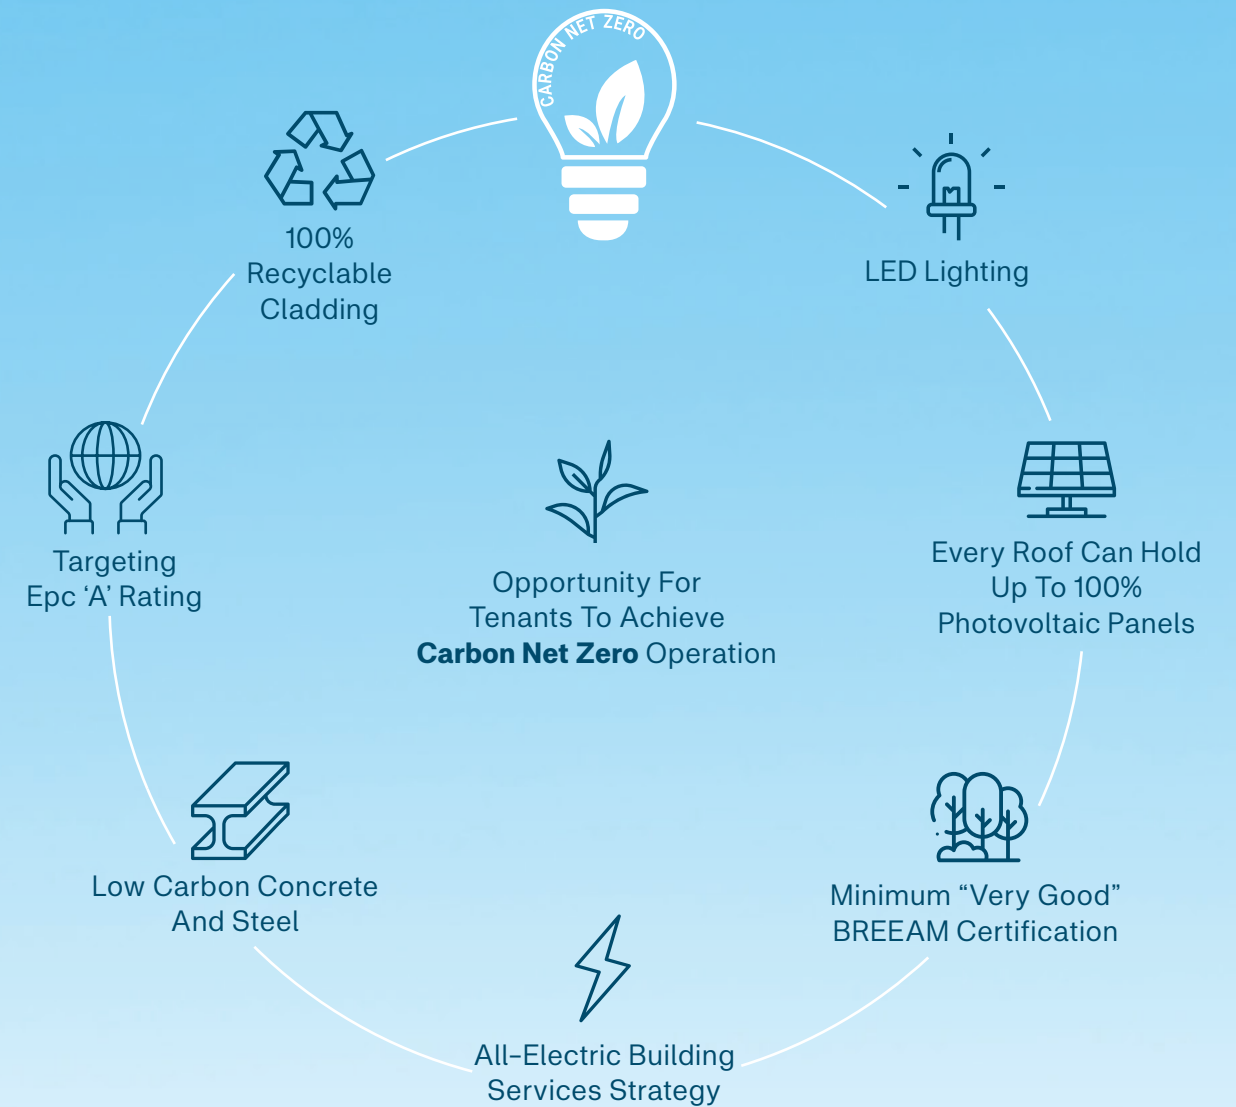 CARBON NET ZERO
100%
Recyclable
Cladding
LED Lighting
Targeting
Epc ‘A’ Rating
Opportunity For
Tenants To Achieve
Carbon Net Zero Operation
Every Roof Can Hold
Up To 100%
Photovoltaic Panels
Low Carbon Concrete
And Steel
Minimum “Very Good”
BREEAM Certification
All-Electric Building
Services Strategy